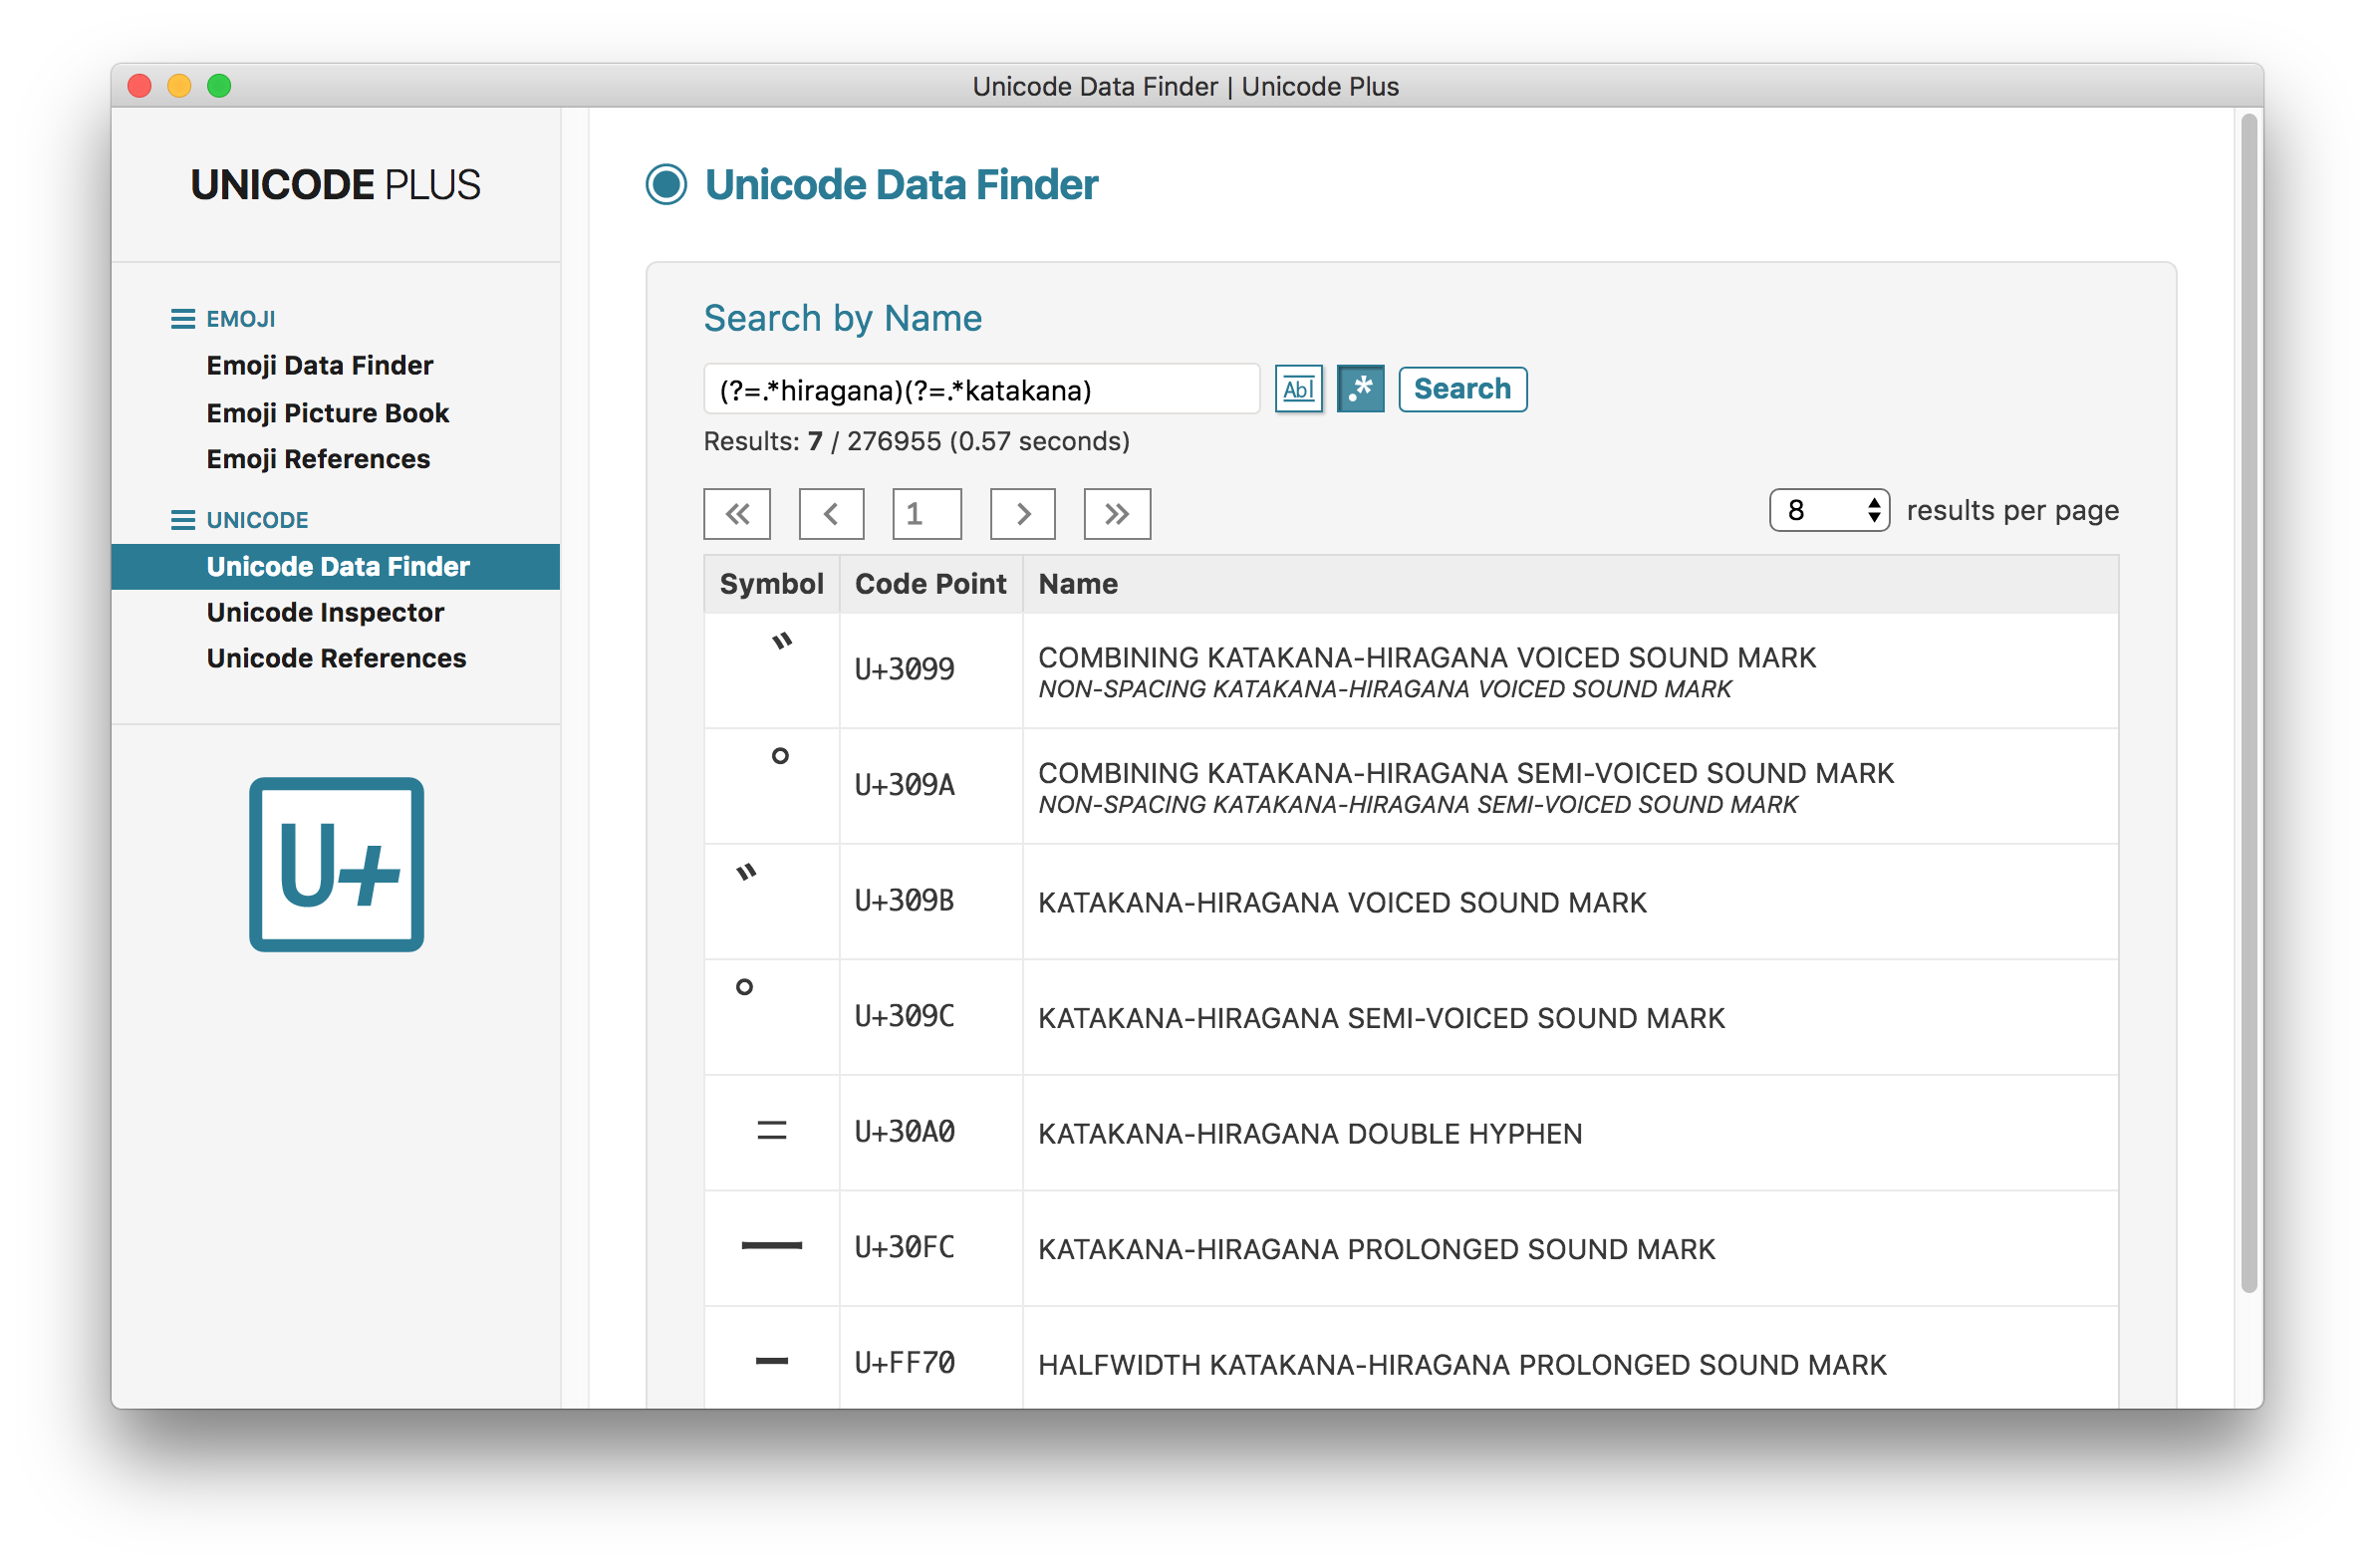 Unicode Data Finder | Unicode Plus
UNICODE PLUS
EMOJI
Emoji Data Finder
Emoji Picture Book
Emoji References
UNICODE
Unicode Data Finder
Unicode Inspector
Unicode References
U+
Unicode Data Finder
Search by Name
(?=.*hiragana)(?=.*katakana)
Abl
.*
Search
Results: 7 / 276955 (0.57 seconds)
« ‹ 1 › »
8 results per page
Symbol Code Point Name
゙ U+3099 COMBINING KATAKANA-HIRAGANA VOICED SOUND MARK
NON-SPACING KATAKANA-HIRAGANA VOICED SOUND MARK
゚ U+309A COMBINING KATAKANA-HIRAGANA SEMI-VOICED SOUND MARK
NON-SPACING KATAKANA-HIRAGANA SEMI-VOICED SOUND MARK
゛ U+309B KATAKANA-HIRAGANA VOICED SOUND MARK
゜ U+309C KATAKANA-HIRAGANA SEMI-VOICED SOUND MARK
゠ U+30A0 KATAKANA-HIRAGANA DOUBLE HYPHEN
ー U+30FC KATAKANA-HIRAGANA PROLONGED SOUND MARK
ー U+FF70 HALFWIDTH KATAKANA-HIRAGANA PROLONGED SOUND MARK